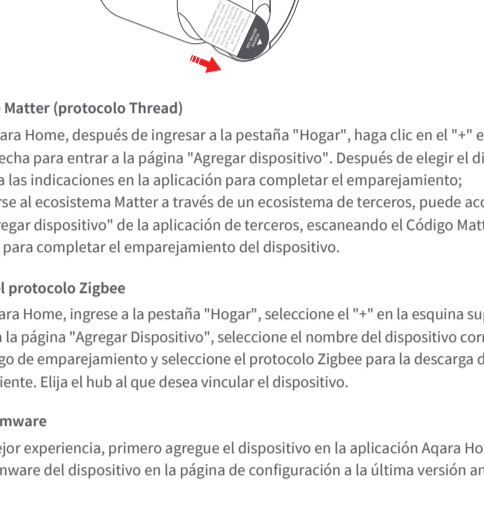 Matter (protocolo Thread)
ara Home, después de ingresar a la pestaña "Hogar", haga clic en el "+" e
echa para entrar a la página "Agregar dispositivo". Después de elegir el di
a las indicaciones en la aplicación para completar el emparejamiento;
rse al ecosistema Matter a través de un ecosistema de terceros, puede acc
regar dispositivo" de la aplicación de terceros, escaneando el Código Matt
para completar el emparejamiento del dispositivo.
l protocolo Zigbee
ara Home, ingrese a la pestaña "Hogar", seleccione el "+" en la esquina su
a la página "Agregar Dispositivo", seleccione el nombre del dispositivo corr
go de emparejamiento y seleccione el protocolo Zigbee para la descarga d
iente. Elija el hub al que desea vincular el dispositivo.
mware
ejor experiencia, primero agregue el dispositivo en la aplicación Aqara Ho
mware del dispositivo en la página de configuración a la última versión an